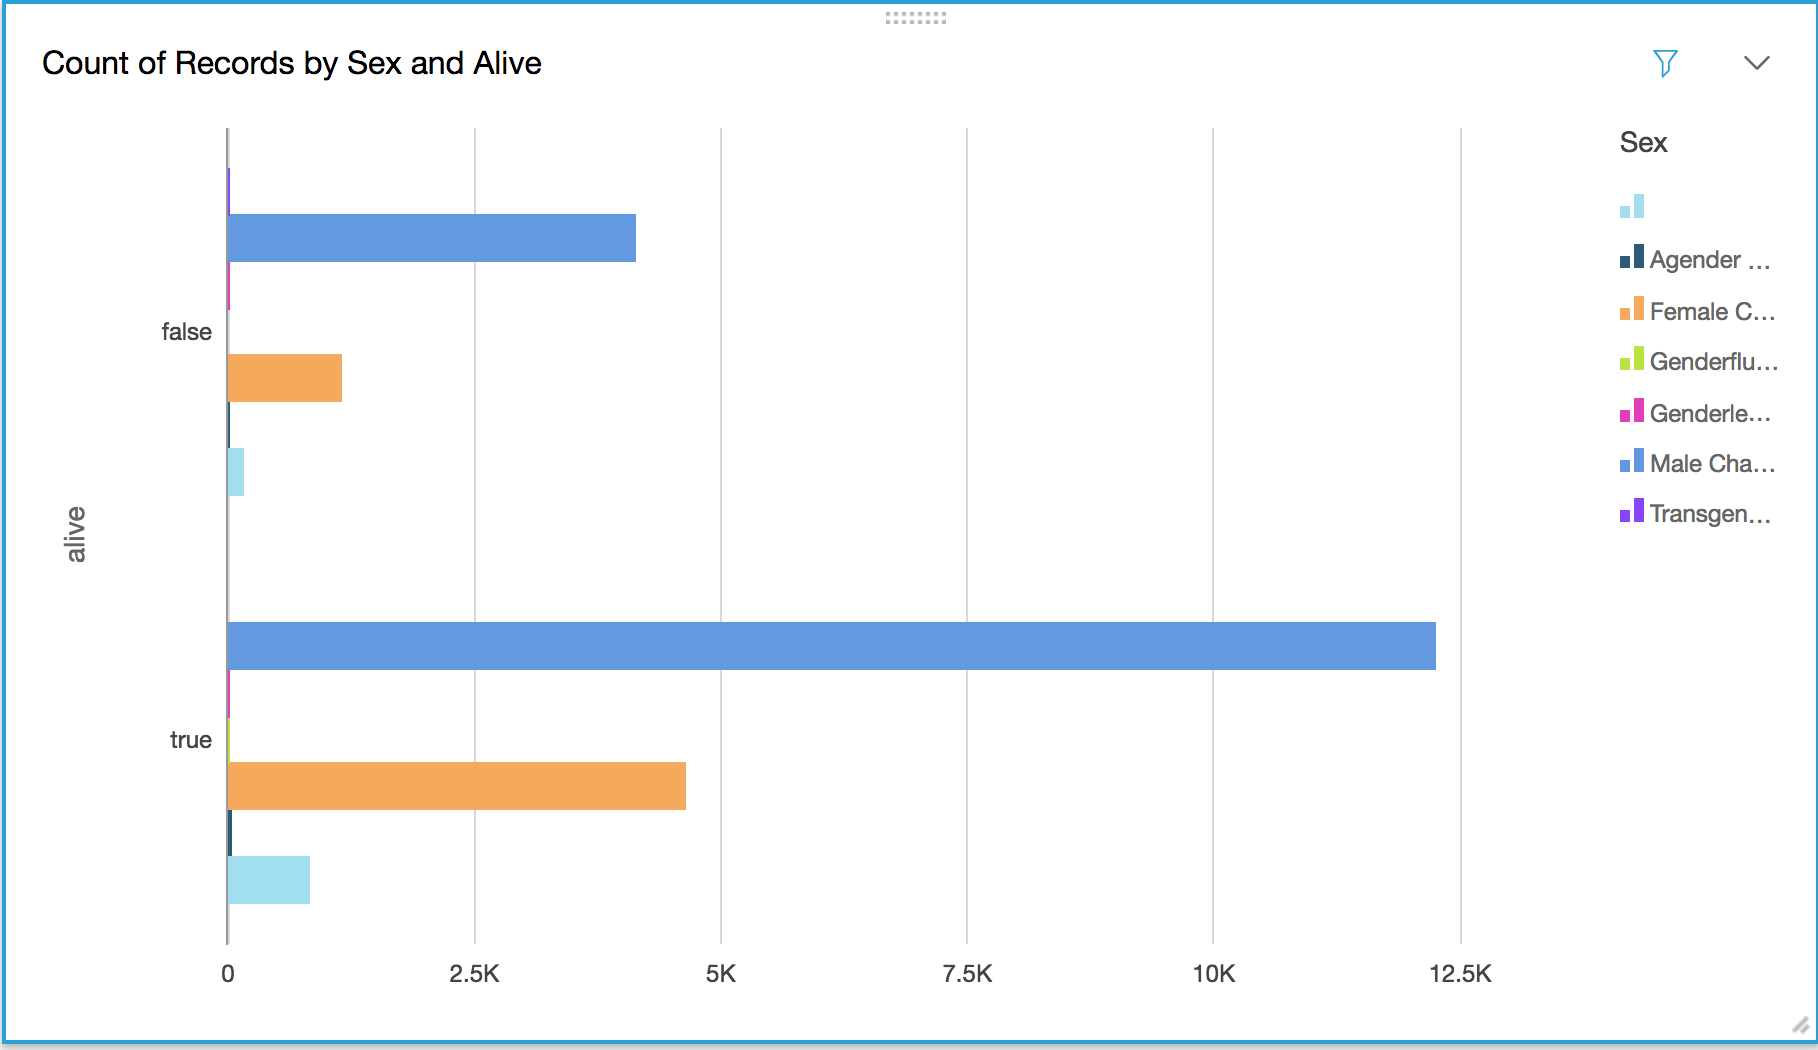 Count of Records by Sex and Alive
Sex
Agender ...
Female C...
Genderflu...
Genderle...
Male Cha...
Transgen...
alive
false
true
0
2.5K
5K
7.5K
10K
12.5K